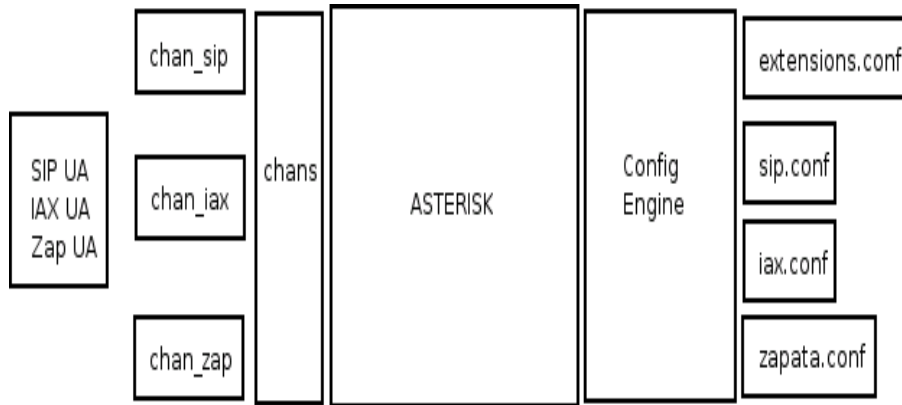 SIP UA
IAX UA
Zap UA
chan_sip
chan_iax
chan_zap
chans
ASTERISK
Config
Engine
extensions.conf
sip.conf
iax.conf
zapata.conf